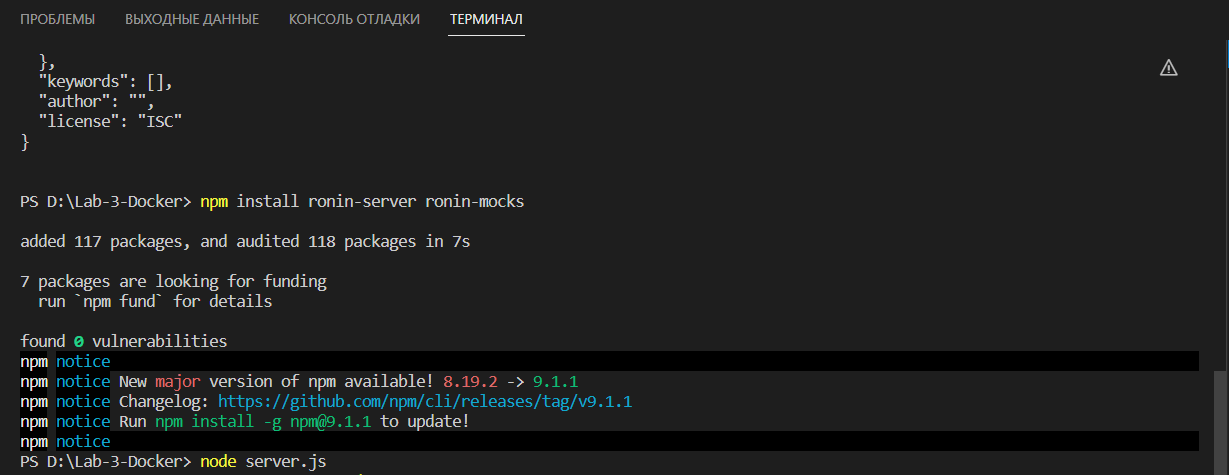 ПРОБЛЕМЫ ВЫХОДНЫЕ ДАННЫЕ КОНСОЛЬ ОТЛАДКИ ТЕРМИНАЛ
  },
  "keywords": [],
  "author": "",
  "license": "ISC"
}
PS D:\Lab-3-Docker> npm install ronin-server ronin-mocks
added 117 packages, and audited 118 packages in 7s
7 packages are looking for funding
  run `npm fund` for details
found 0 vulnerabilities
npm notice
npm notice New major version of npm available! 8.19.2 -> 9.1.1
npm notice Changelog: https://github.com/npm/cli/releases/tag/v9.1.1
npm notice Run npm install -g npm@9.1.1 to update!
npm notice
PS D:\Lab-3-Docker> node server.js